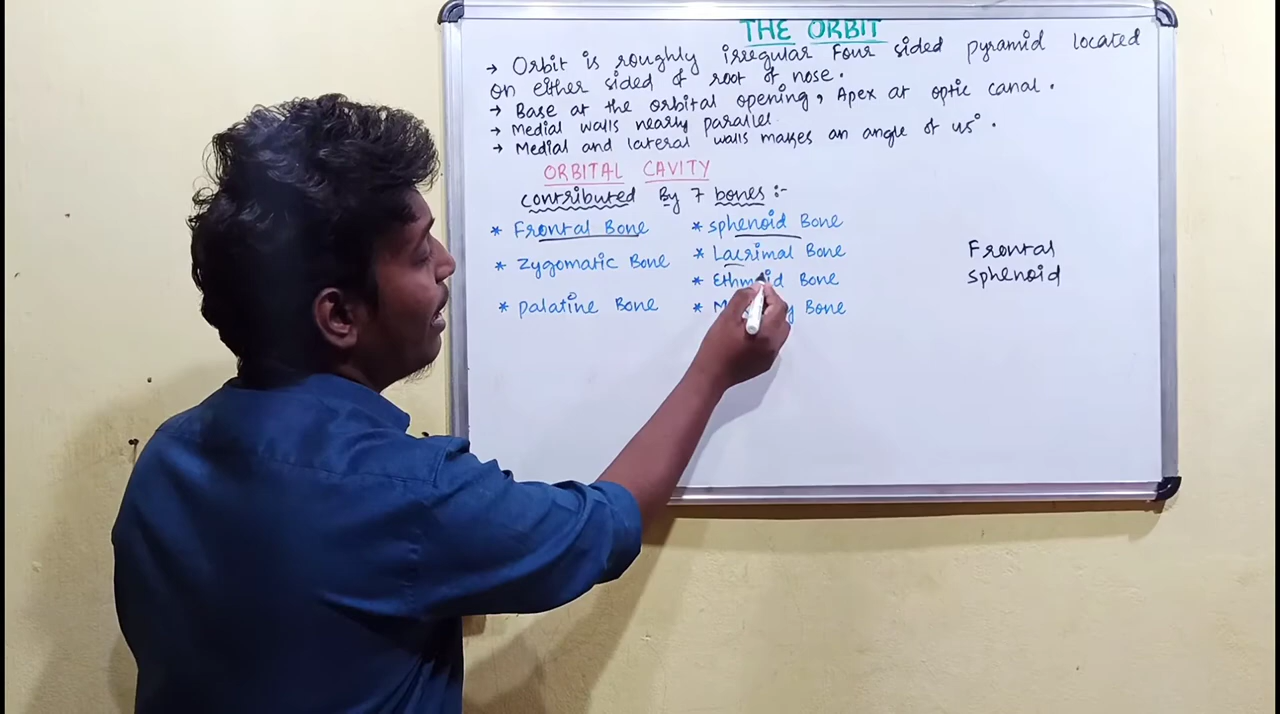 THE ORBIT
→ Orbit is roughly irregular Four sided pyramid located
on either sided of root of nose.
→ Base at the orbital opening, Apex at optic canal.
→ Medial walls nearly parallel.
→ Medial and lateral walls makes an angle of 45°.
ORBITAL CAVITY
contributed By 7 bones :-
* Frontal Bone * sphenoid Bone
* Zygomatic Bone * Lacrimal Bone
* Ethmoid Bone
* palatine Bone * Bone
Frontal
sphenoid